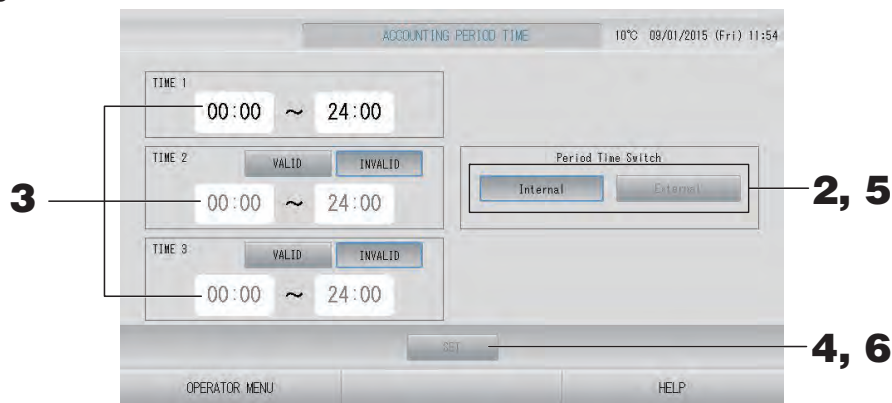 ACCOUNTING PERIOD TIME 10°C 09/01/2015 (Fri) 11:54
TIME 1
00:00 ~ 24:00
TIME 2 VALID INVALID
00:00 ~ 24:00
TIME 3 VALID INVALID
00:00 ~ 24:00
Period Time Switch
Internal External
SET
OPERATOR MENU HELP
3
2, 5
4, 6